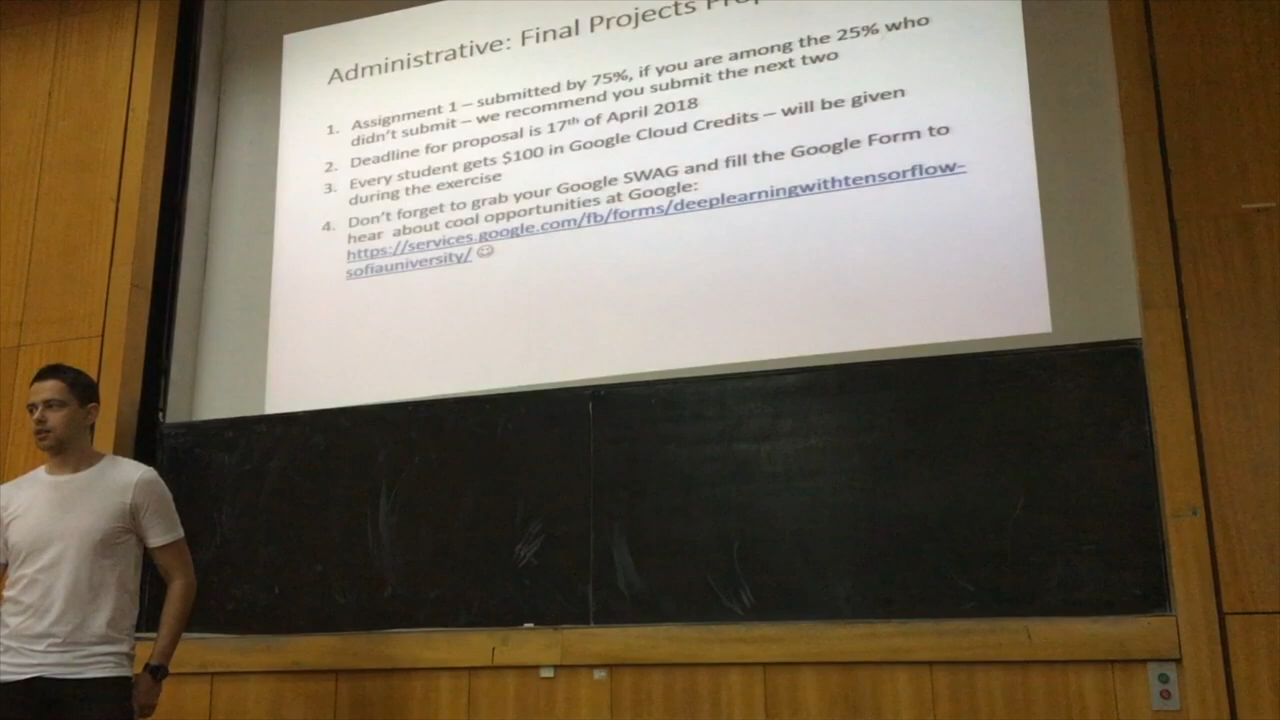 Administrative: Final Projects
1. Assignment 1 – submitted by 75%, if you are among the 25% who
didn't submit – we recommend you submit the next two
2. Deadline for proposal is 17th of April 2018
3. Every student gets $100 in Google Cloud Credits – will be given
during the exercise
4. Don't forget to grab your Google SWAG and fill the Google Form to
hear about cool opportunities at Google:
https://services.google.com/fb/forms/deeplearningwithtensorflow-
sofiauniversity/ ☺